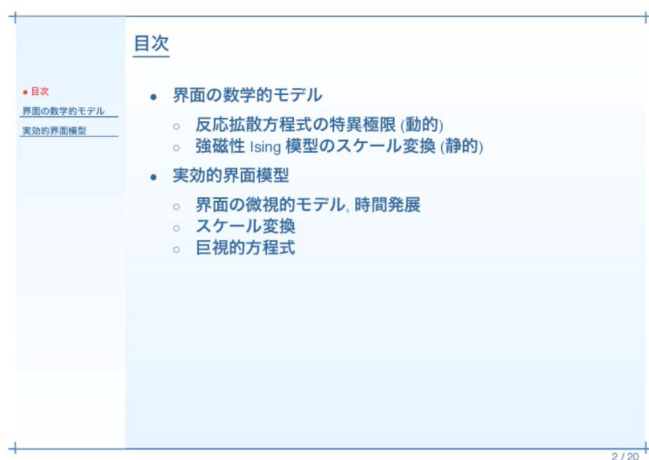 目次
● 目次
界面の数学的モデル
実効的界面模型
● 界面の数学的モデル
○ 反応拡散方程式の特異極限 (動的)
○ 強磁性 Ising 模型のスケール変換 (静的)
● 実効的界面模型
○ 界面の微視的モデル, 時間発展
○ スケール変換
○ 巨視的方程式
2 / 20